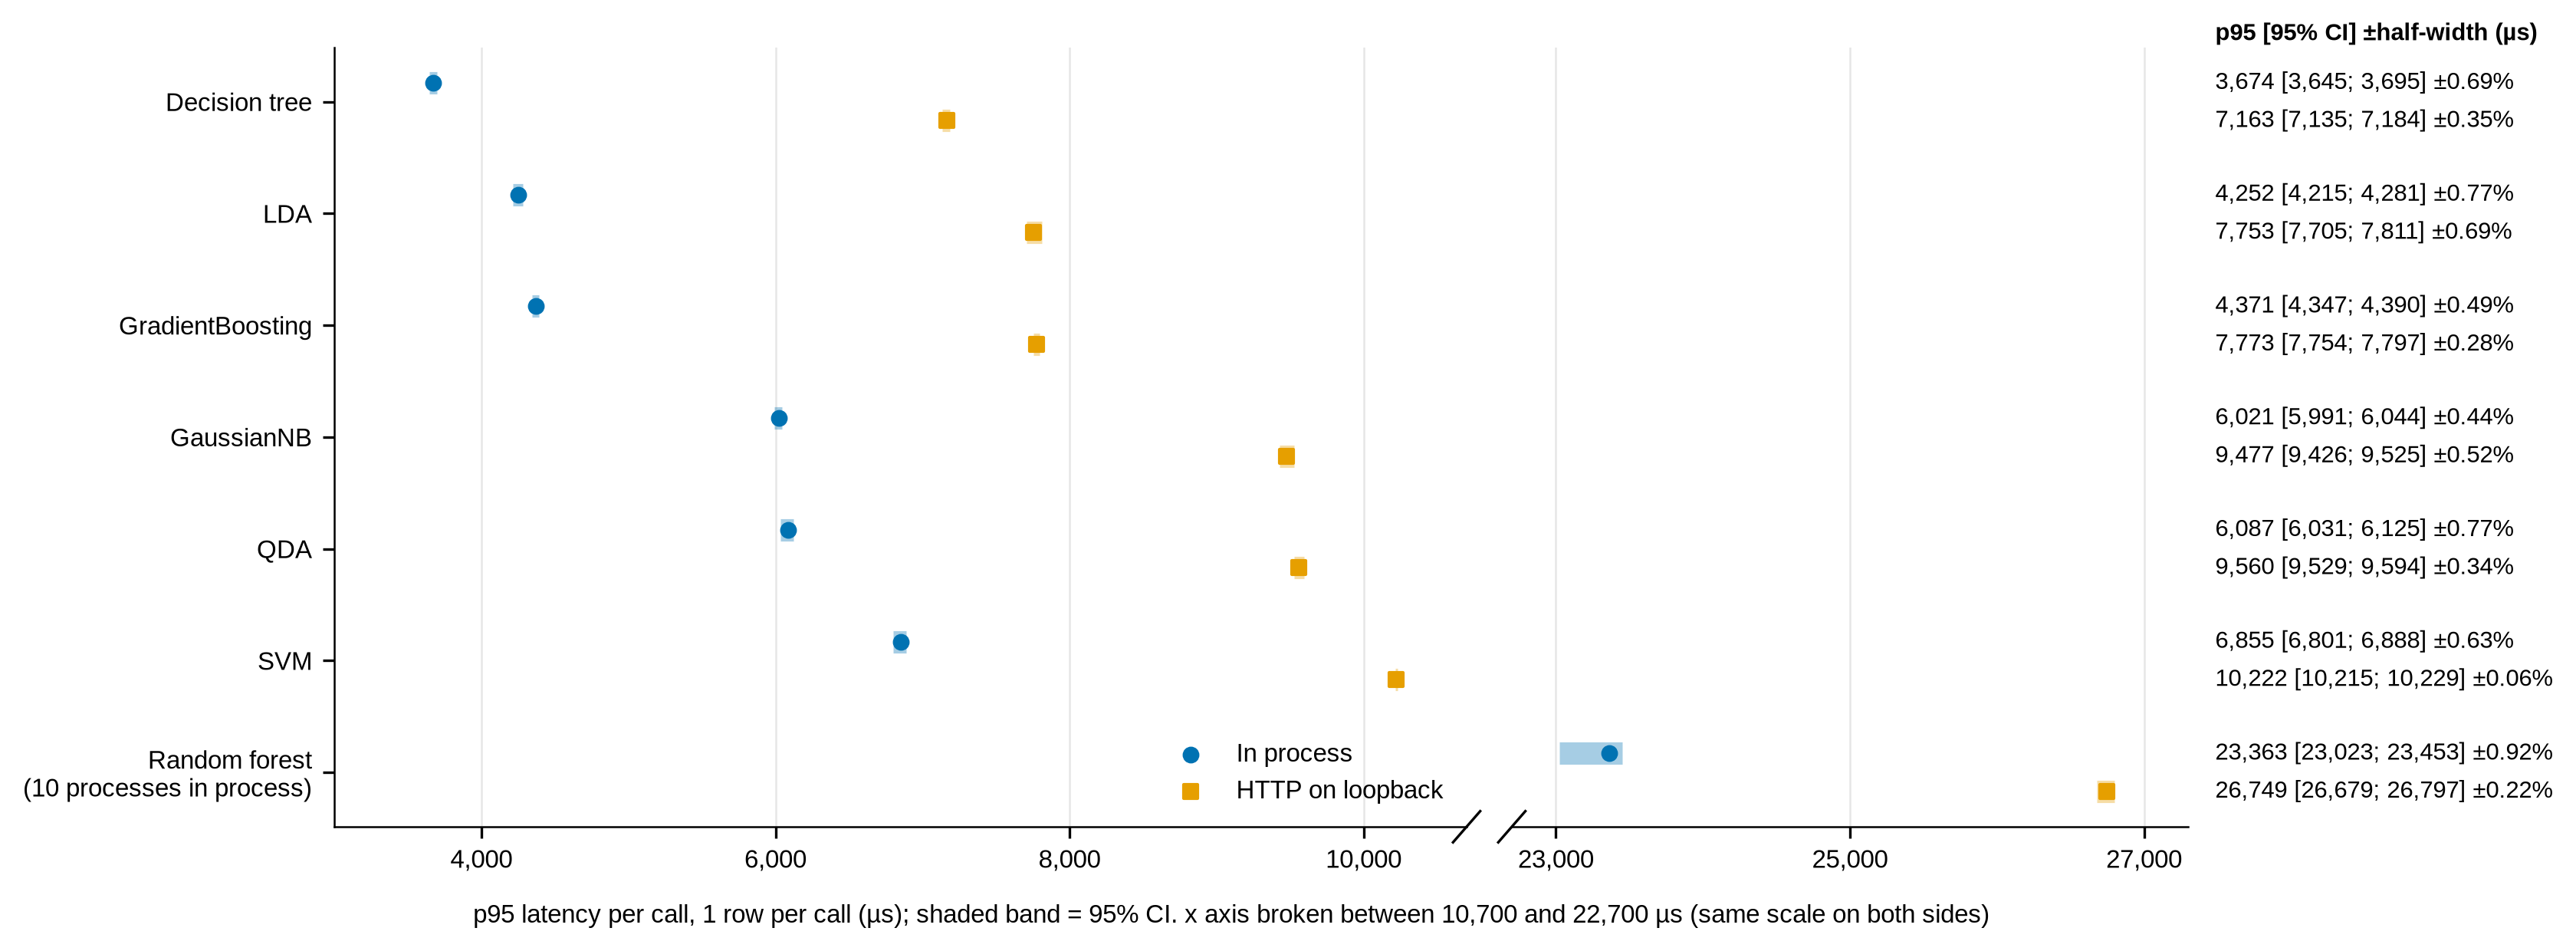 p95 [95% CI] ±half-width (µs)
Decision tree
3,674 [3,645; 3,695] ±0.69%
7,163 [7,135; 7,184] ±0.35%
LDA
4,252 [4,215; 4,281] ±0.77%
7,753 [7,705; 7,811] ±0.69%
GradientBoosting
4,371 [4,347; 4,390] ±0.49%
7,773 [7,754; 7,797] ±0.28%
GaussianNB
6,021 [5,991; 6,044] ±0.44%
9,477 [9,426; 9,525] ±0.52%
QDA
6,087 [6,031; 6,125] ±0.77%
9,560 [9,529; 9,594] ±0.34%
SVM
6,855 [6,801; 6,888] ±0.63%
10,222 [10,215; 10,229] ±0.06%
Random forest
(10 processes in process)
In process
HTTP on loopback
23,363 [23,023; 23,453] ±0.92%
26,749 [26,679; 26,797] ±0.22%
4,000 6,000 8,000 10,000 23,000 25,000 27,000
p95 latency per call, 1 row per call (µs); shaded band = 95% CI. x axis broken between 10,700 and 22,700 µs (same scale on both sides)